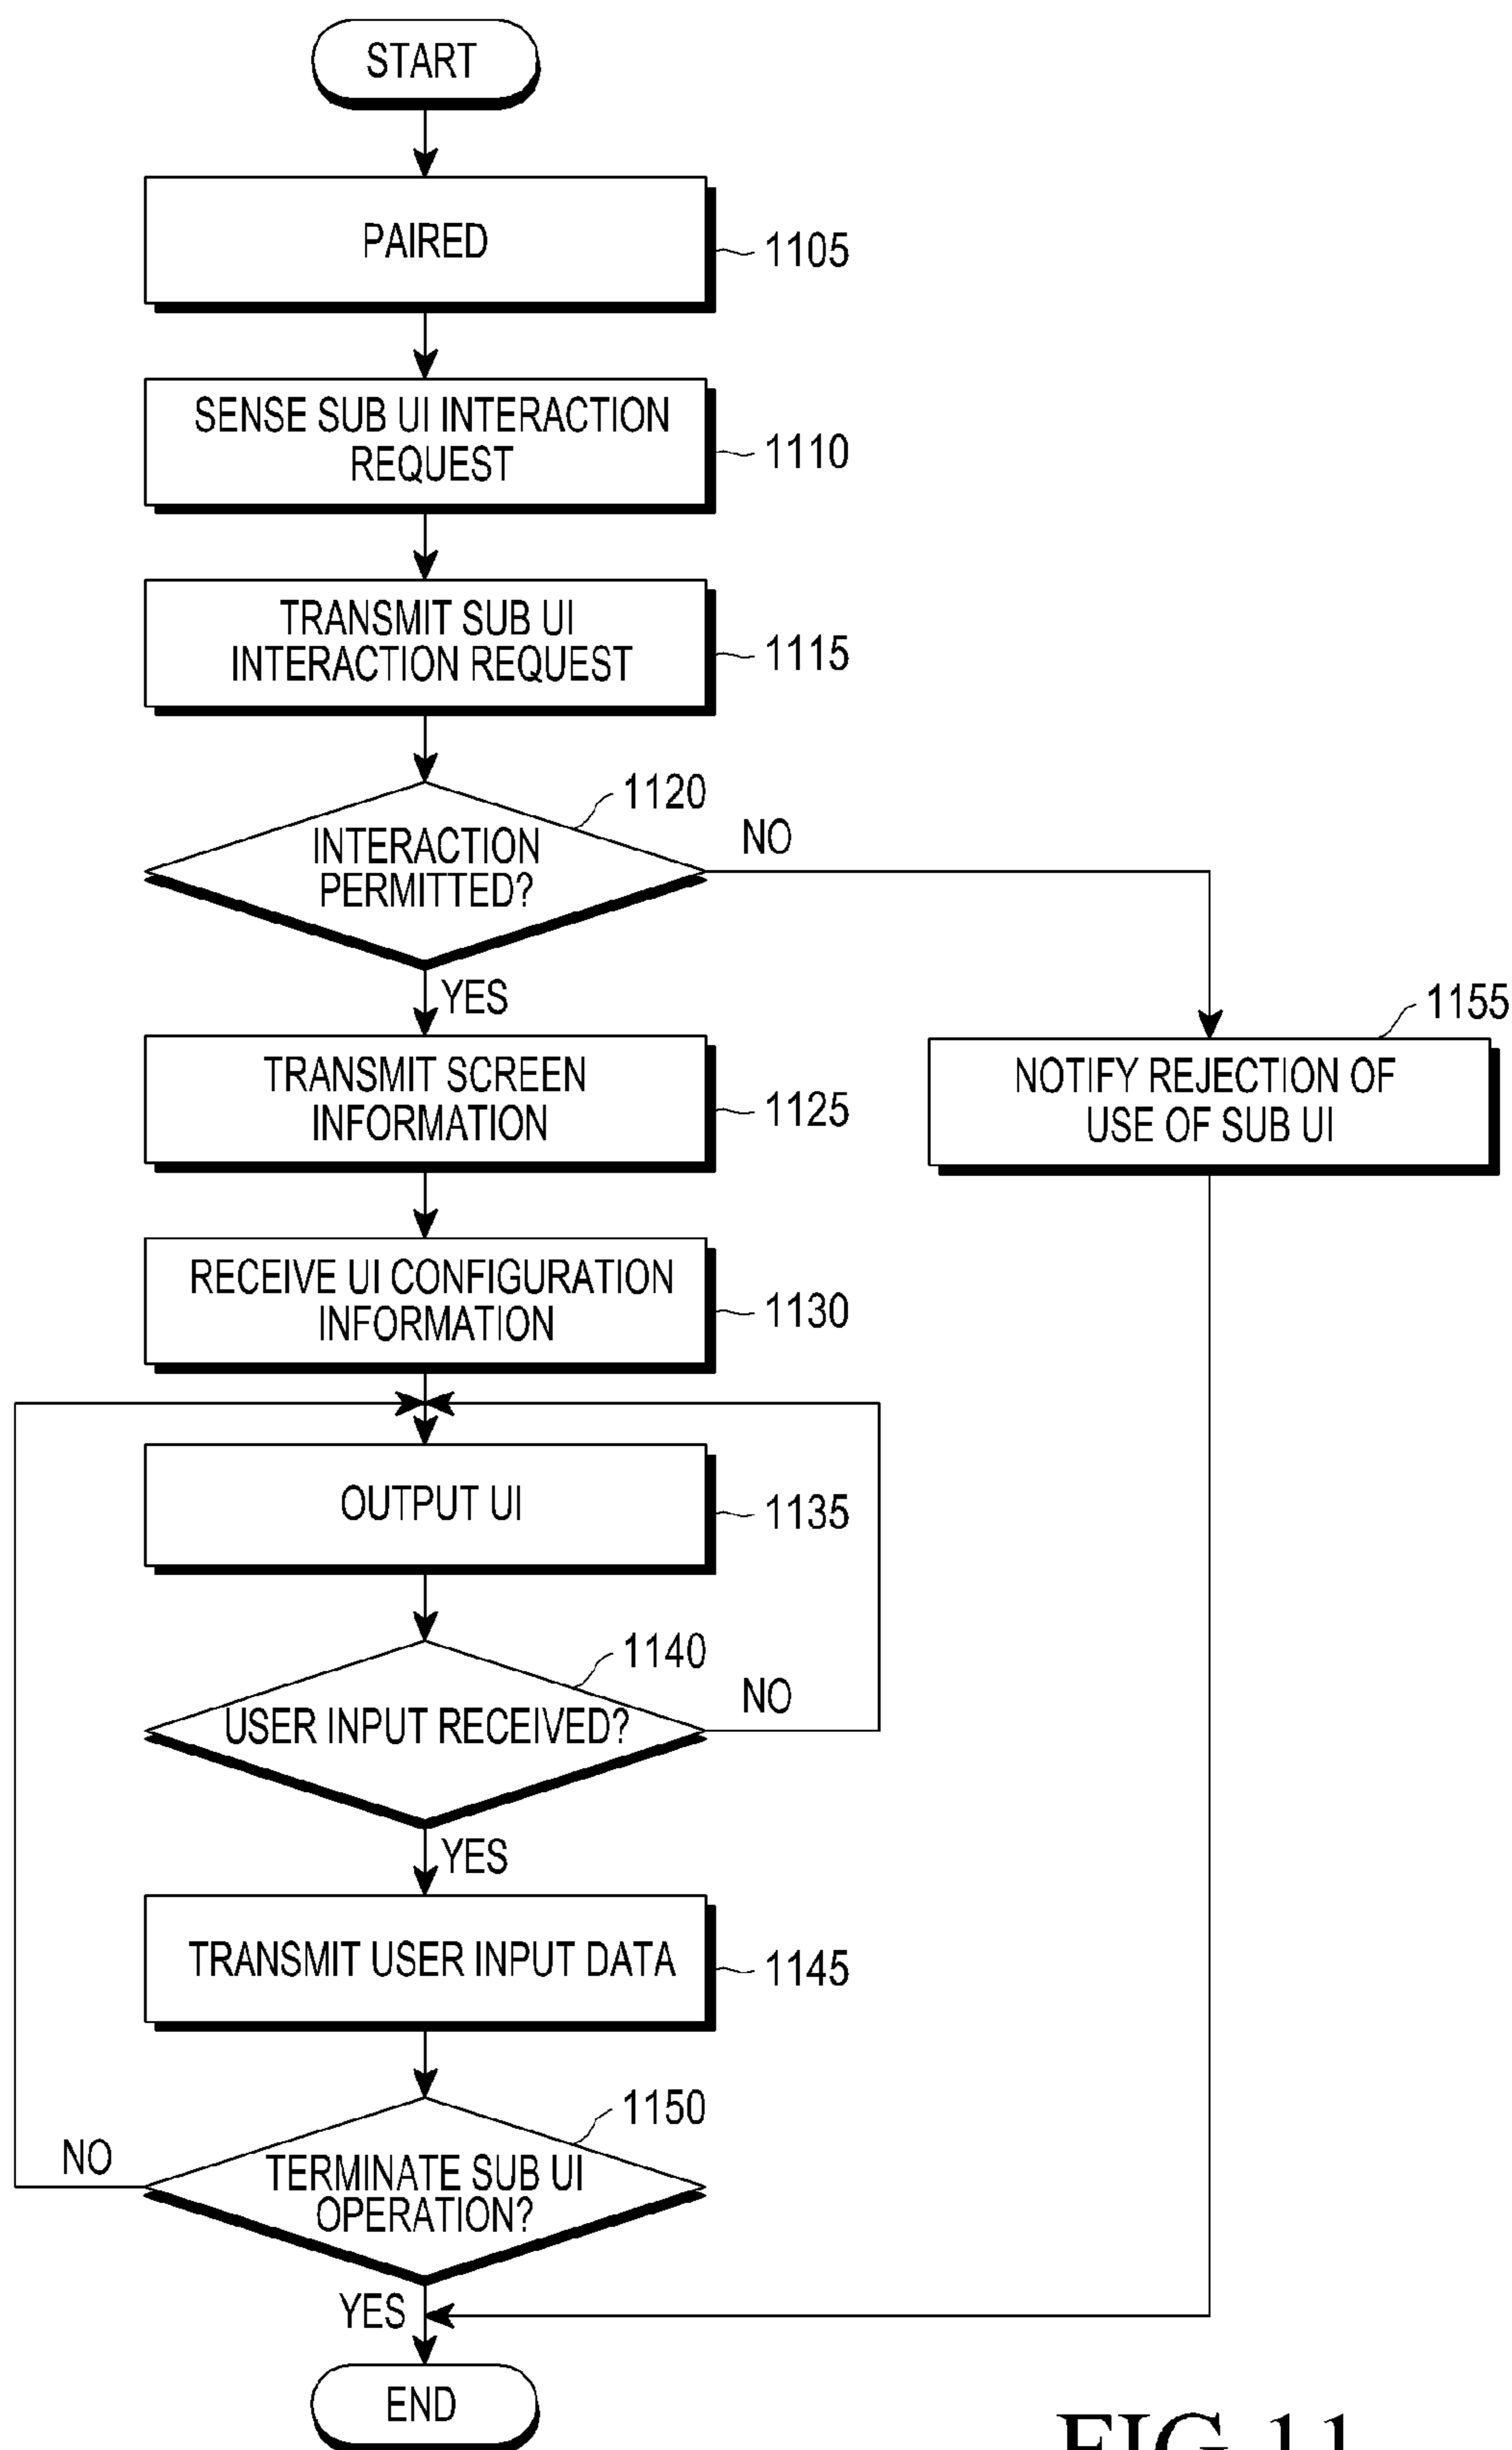 START
PAIRED
1105
SENSE SUB UI INTERACTION
REQUEST
1110
TRANSMIT SUB UI
INTERACTION REQUEST
1115
1120
INTERACTION
PERMITTED?
NO
YES
1155
TRANSMIT SCREEN
INFORMATION
1125
NOTIFY REJECTION OF
USE OF SUB UI
RECEIVE UI CONFIGURATION
INFORMATION
1130
OUTPUT UI
1135
1140
USER INPUT RECEIVED?
NO
YES
TRANSMIT USER INPUT DATA
1145
1150
NO
TERMINATE SUB UI
OPERATION?
YES
END
FIG.11